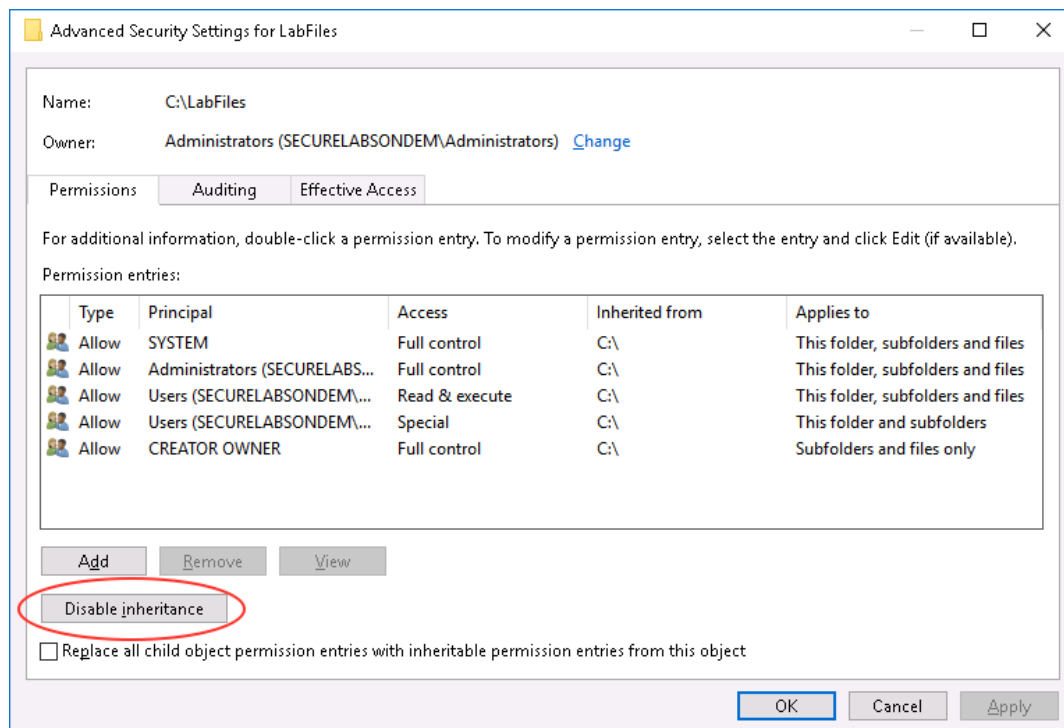 Advanced Security Settings for LabFiles
Name: C:\LabFiles
Owner: Administrators (SECURELABSONDEM\Administrators) Change
Permissions Auditing Effective Access
For additional information, double-click a permission entry. To modify a permission entry, select the entry and click Edit (if available).
Permission entries:
Type Principal Access Inherited from Applies to
Allow SYSTEM Full control C:\ This folder, subfolders and files
Allow Administrators (SECURELABS... Full control C:\ This folder, subfolders and files
Allow Users (SECURELABSONDEM\... Read & execute C:\ This folder, subfolders and files
Allow Users (SECURELABSONDEM\... Special C:\ This folder and subfolders
Allow CREATOR OWNER Full control C:\ Subfolders and files only
Add Remove View
Disable inheritance
Replace all child object permission entries with inheritable permission entries from this object
OK Cancel Apply